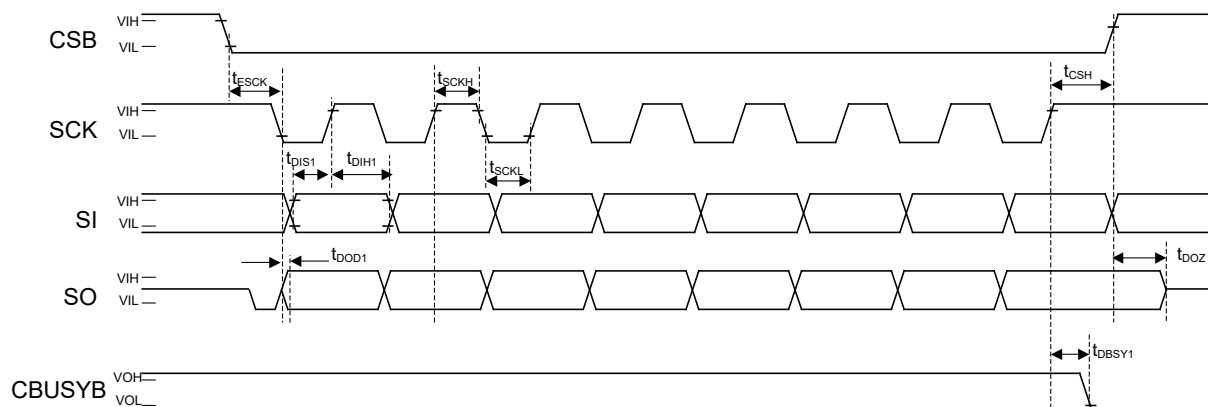 VIH
CSB
VIL
tESCK
tSCKH
tCSH
VIH
SCK
VIL
tDIS1
tDIH1
tSCKL
VIH
SI
VIL
tDOD1
tDOZ
VIH
SO
VIL
tDBSY1
VOH
CBUSYB
VOL